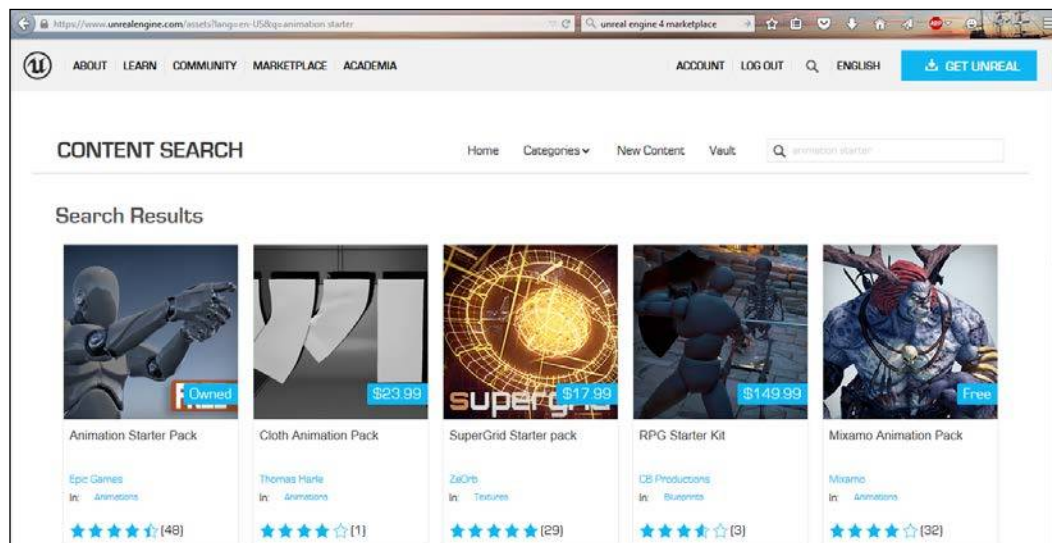 https://www.unrealengine.com/assets?lang=en-US&q=animation starter
unreal engine 4 marketplace
ABP
ABOUT LEARN COMMUNITY MARKETPLACE ACADEMIA ACCOUNT LOG OUT ENGLISH GET UNREAL
CONTENT SEARCH Home Categories New Content Vault animation starter
Search Results
Owned $23.99 supergrid $17.99 $149.99 Free
Animation Starter Pack Cloth Animation Pack SuperGrid Starter pack RPG Starter Kit Mixamo Animation Pack
Epic Games Thomas Harle ZeOrb CB Productions Mixamo
In: Animations In: Animations In: Textures In: Blueprints In: Animations
(48) (1) (29) (3) (32)